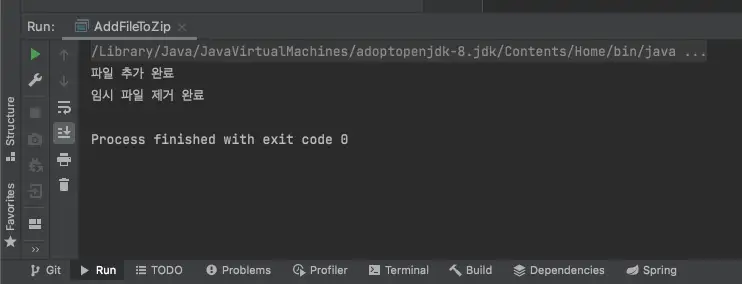 Run: AddFileToZip
/Library/Java/JavaVirtualMachines/adoptopenjdk-8.jdk/Contents/Home/bin/java ...
파일 추가 완료
임시 파일 제거 완료
Process finished with exit code 0
Structure
Favorites
Git Run TODO Problems Profiler Terminal Build Dependencies Spring